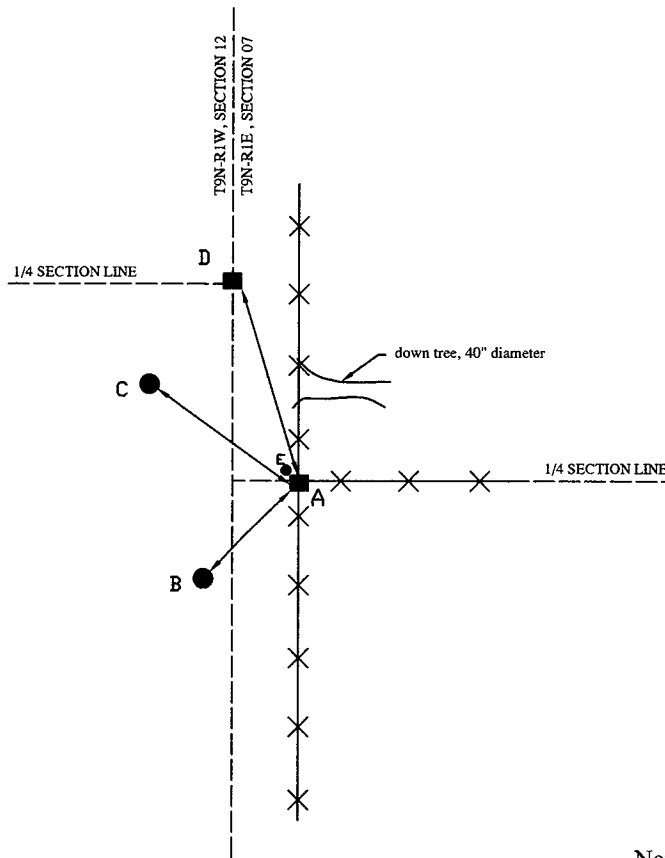 T9N-R1W, SECTION 12
T9N-R1E , SECTION 07
D
1/4 SECTION LINE
down tree, 40" diameter
C
E
1/4 SECTION LINE
A
B